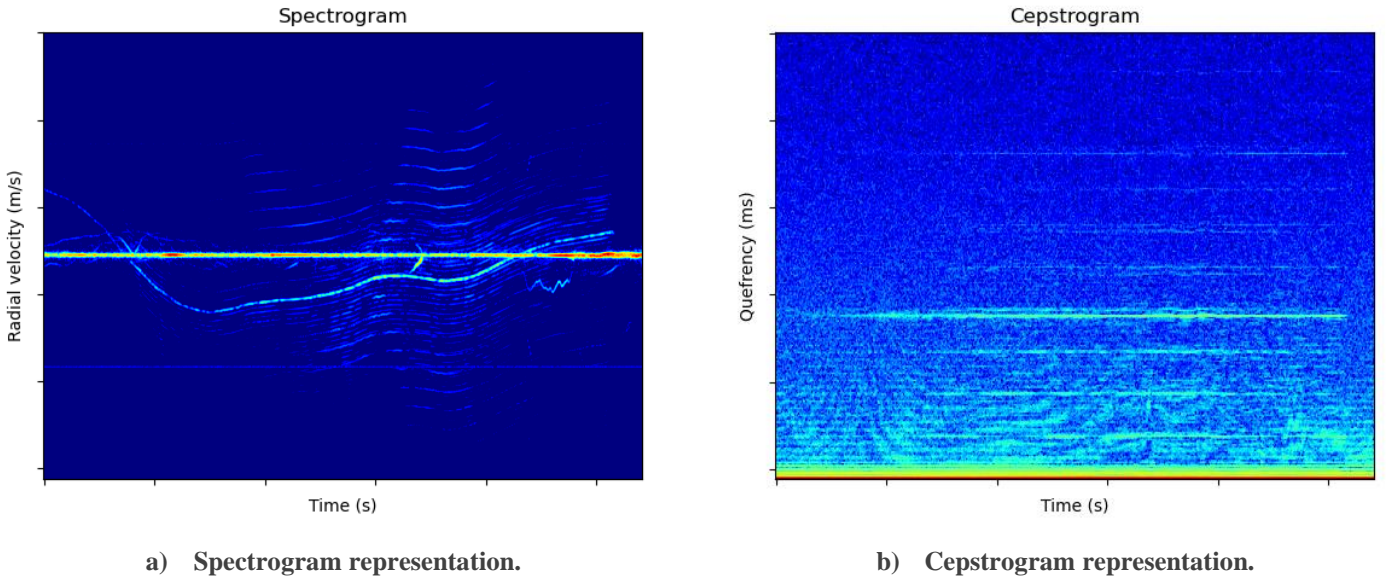 Spectrogram
Radial velocity (m/s)
Time (s)
a) Spectrogram representation.
Cepstrogram
Quefrency (ms)
Time (s)
b) Cepstrogram representation.